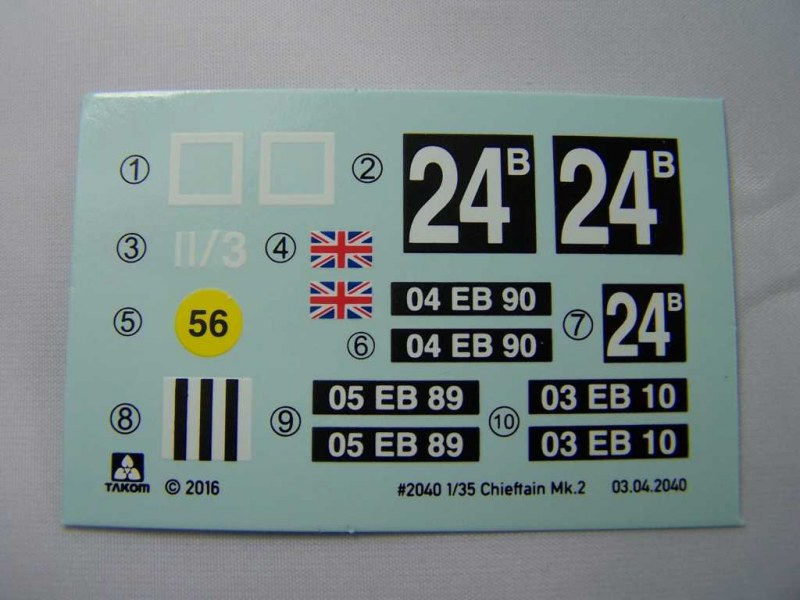 ① ② 24B 24B
③ II/3 ④
⑤ 56 04 EB 90 ⑦ 24B
⑥ 04 EB 90
⑧ ⑨ 05 EB 89 ⑩ 03 EB 10
05 EB 89 03 EB 10
TAKOM © 2016 #2040 1/35 Chieftain Mk.2 03.04.2040